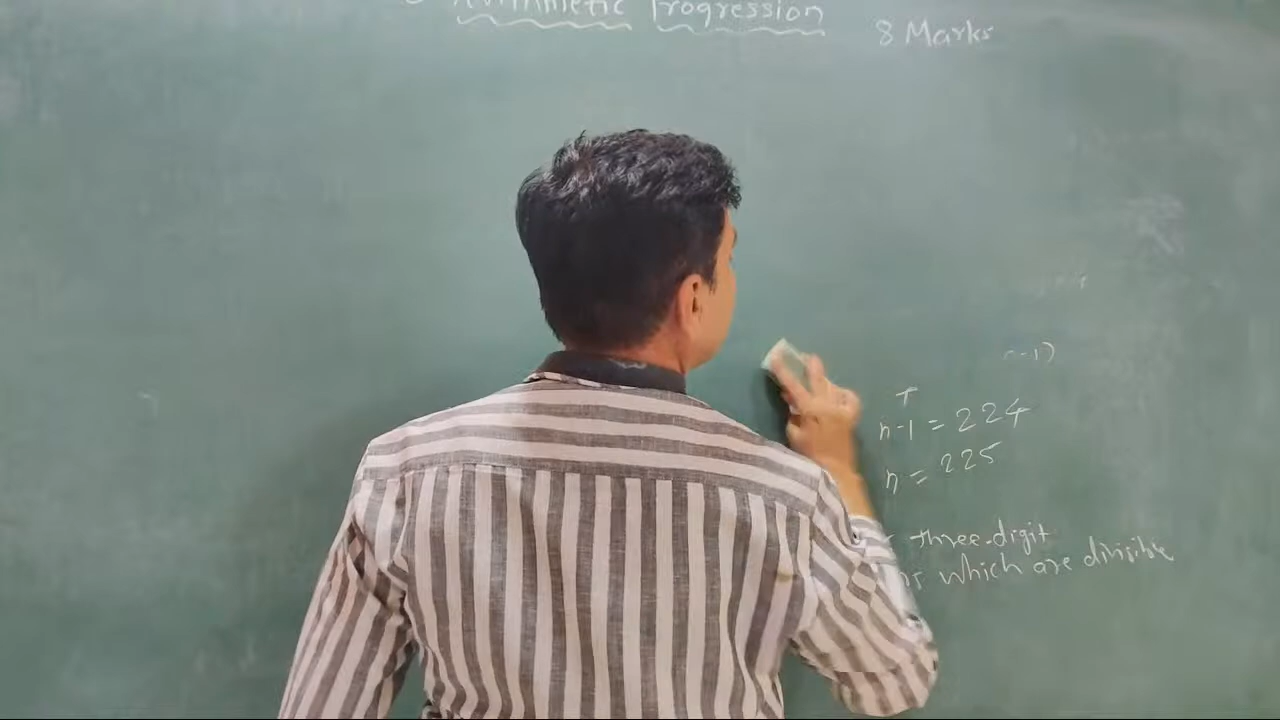 Arithmetic Progression
8 Marks
-1)
n-1 = 224
n = 225
three-digit
which are divisible